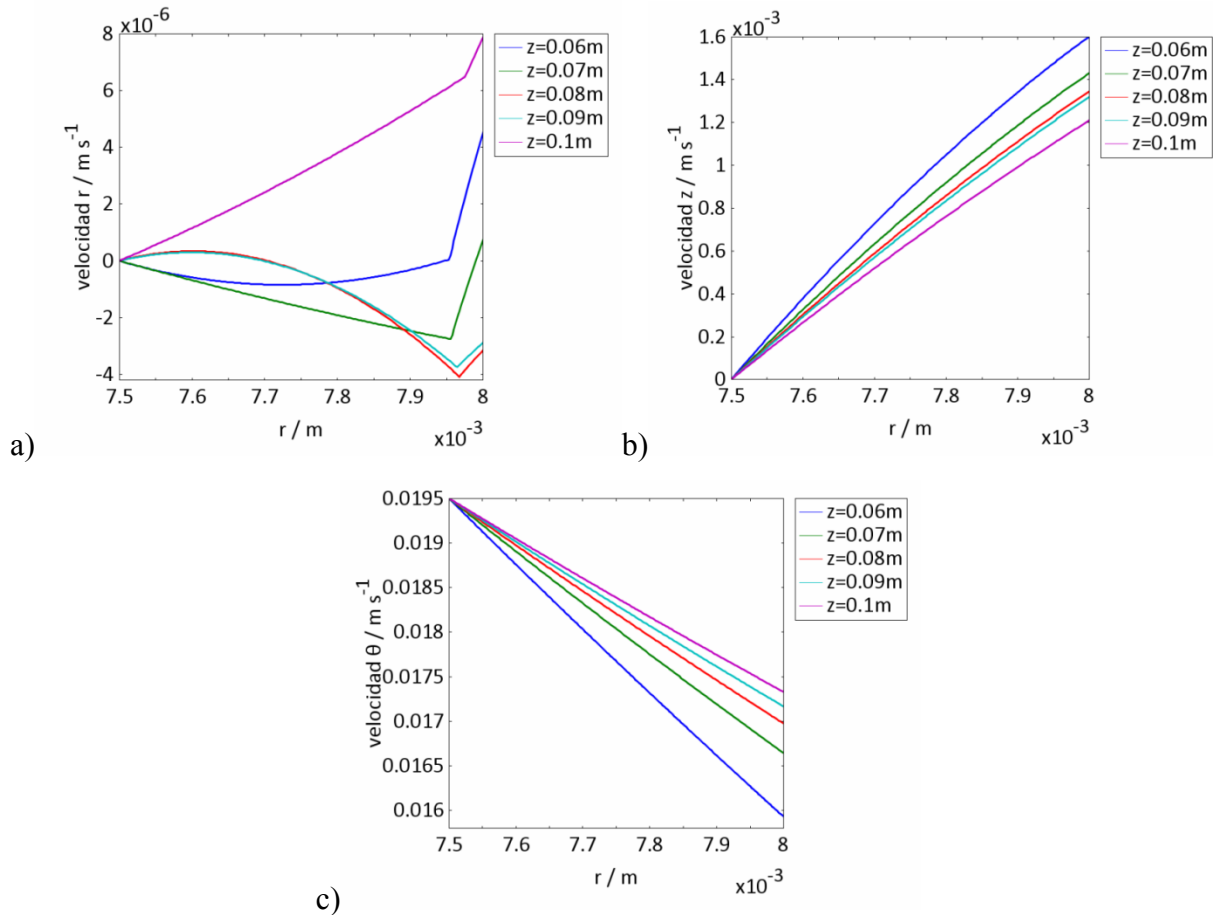 x10⁻⁶
8
6
4
2
0
-2
-4
velocidad r / m s⁻¹
7.5 7.6 7.7 7.8 7.9 8
r / m x10⁻³
z=0.06m
z=0.07m
z=0.08m
z=0.09m
z=0.1m
a)
x10⁻³
1.6
1.4
1.2
1
0.8
0.6
0.4
0.2
0
velocidad z / m s⁻¹
7.5 7.6 7.7 7.8 7.9 8
r / m x10⁻³
z=0.06m
z=0.07m
z=0.08m
z=0.09m
z=0.1m
b)
0.0195
0.019
0.0185
0.018
0.0175
0.017
0.0165
0.016
velocidad θ / m s⁻¹
7.5 7.6 7.7 7.8 7.9 8
r / m x10⁻³
z=0.06m
z=0.07m
z=0.08m
z=0.09m
z=0.1m
c)